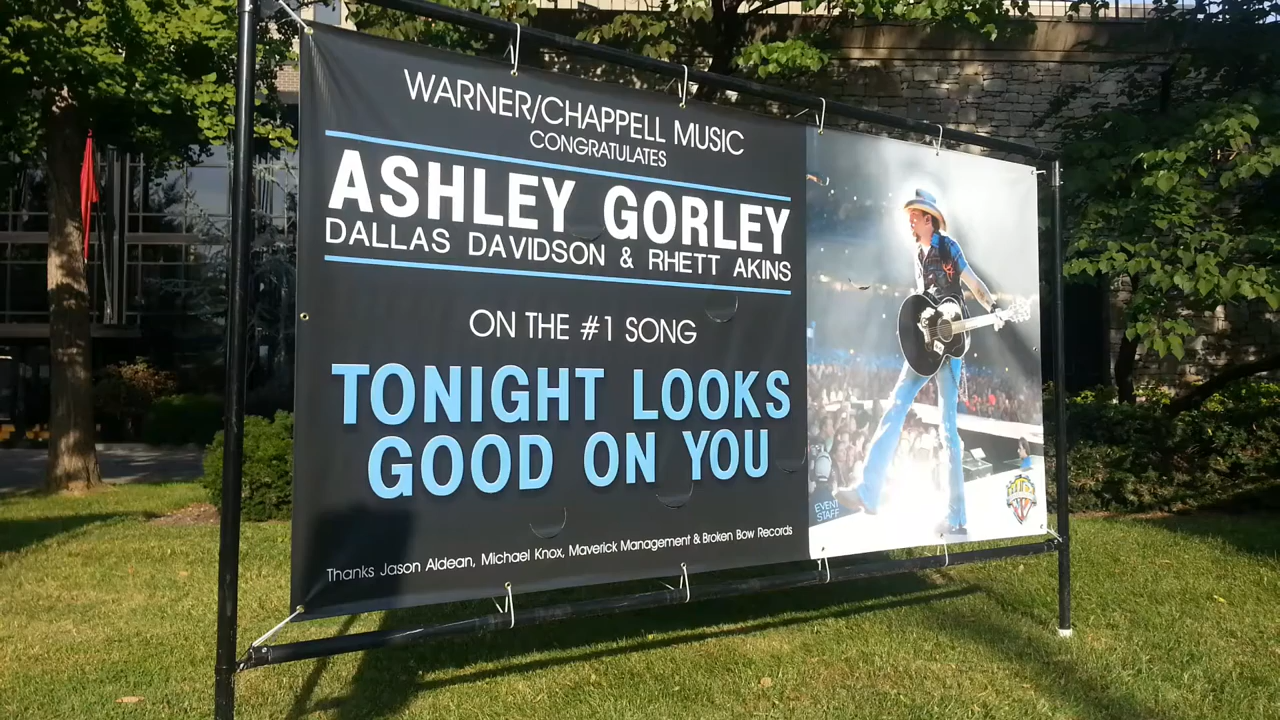 WARNER/CHAPPELL MUSIC
CONGRATULATES
ASHLEY GORLEY
DALLAS DAVIDSON & RHETT AKINS
ON THE #1 SONG
TONIGHT LOOKS
GOOD ON YOU
Thanks Jason Aldean, Michael Knox, Maverick Management & Broken Bow Records
EVENT
STAFF